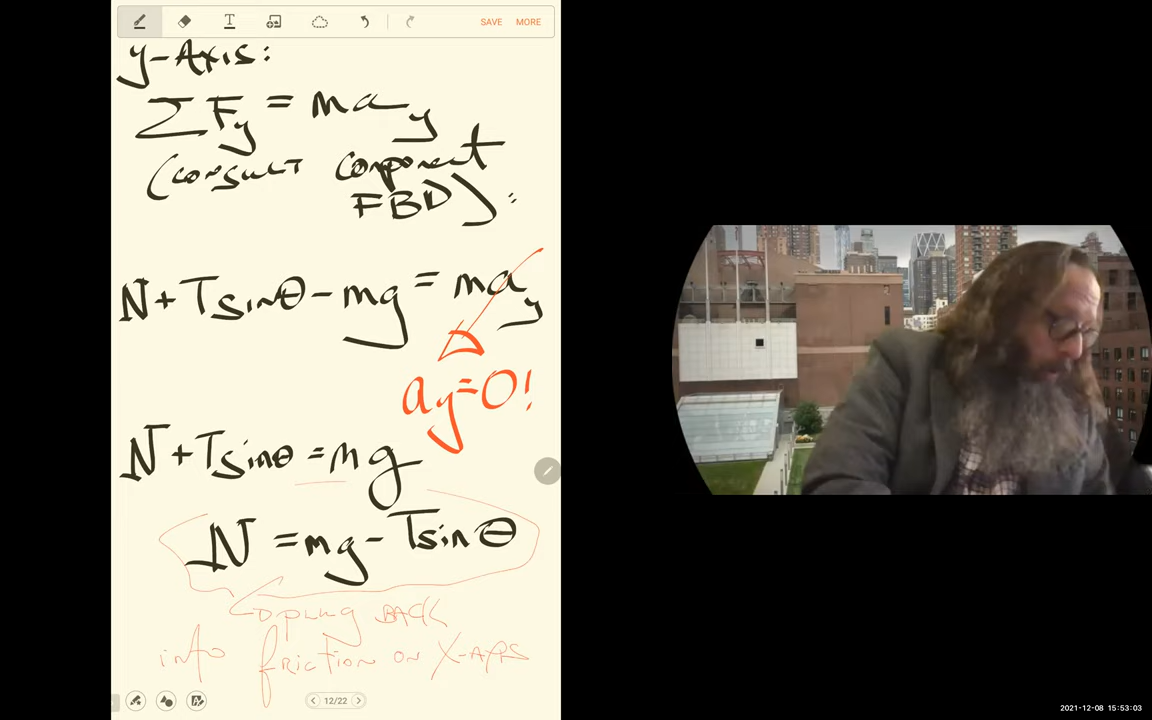 SAVE MORE
y-Axis:
ΣFy = may
(consult component
FBD):
N+Tsinθ-mg = may
ay=0!
N+Tsinθ=mg
N=mg-Tsinθ
BACK
into friction on X-AXIS
12/22
2021-12-08 15:53:03